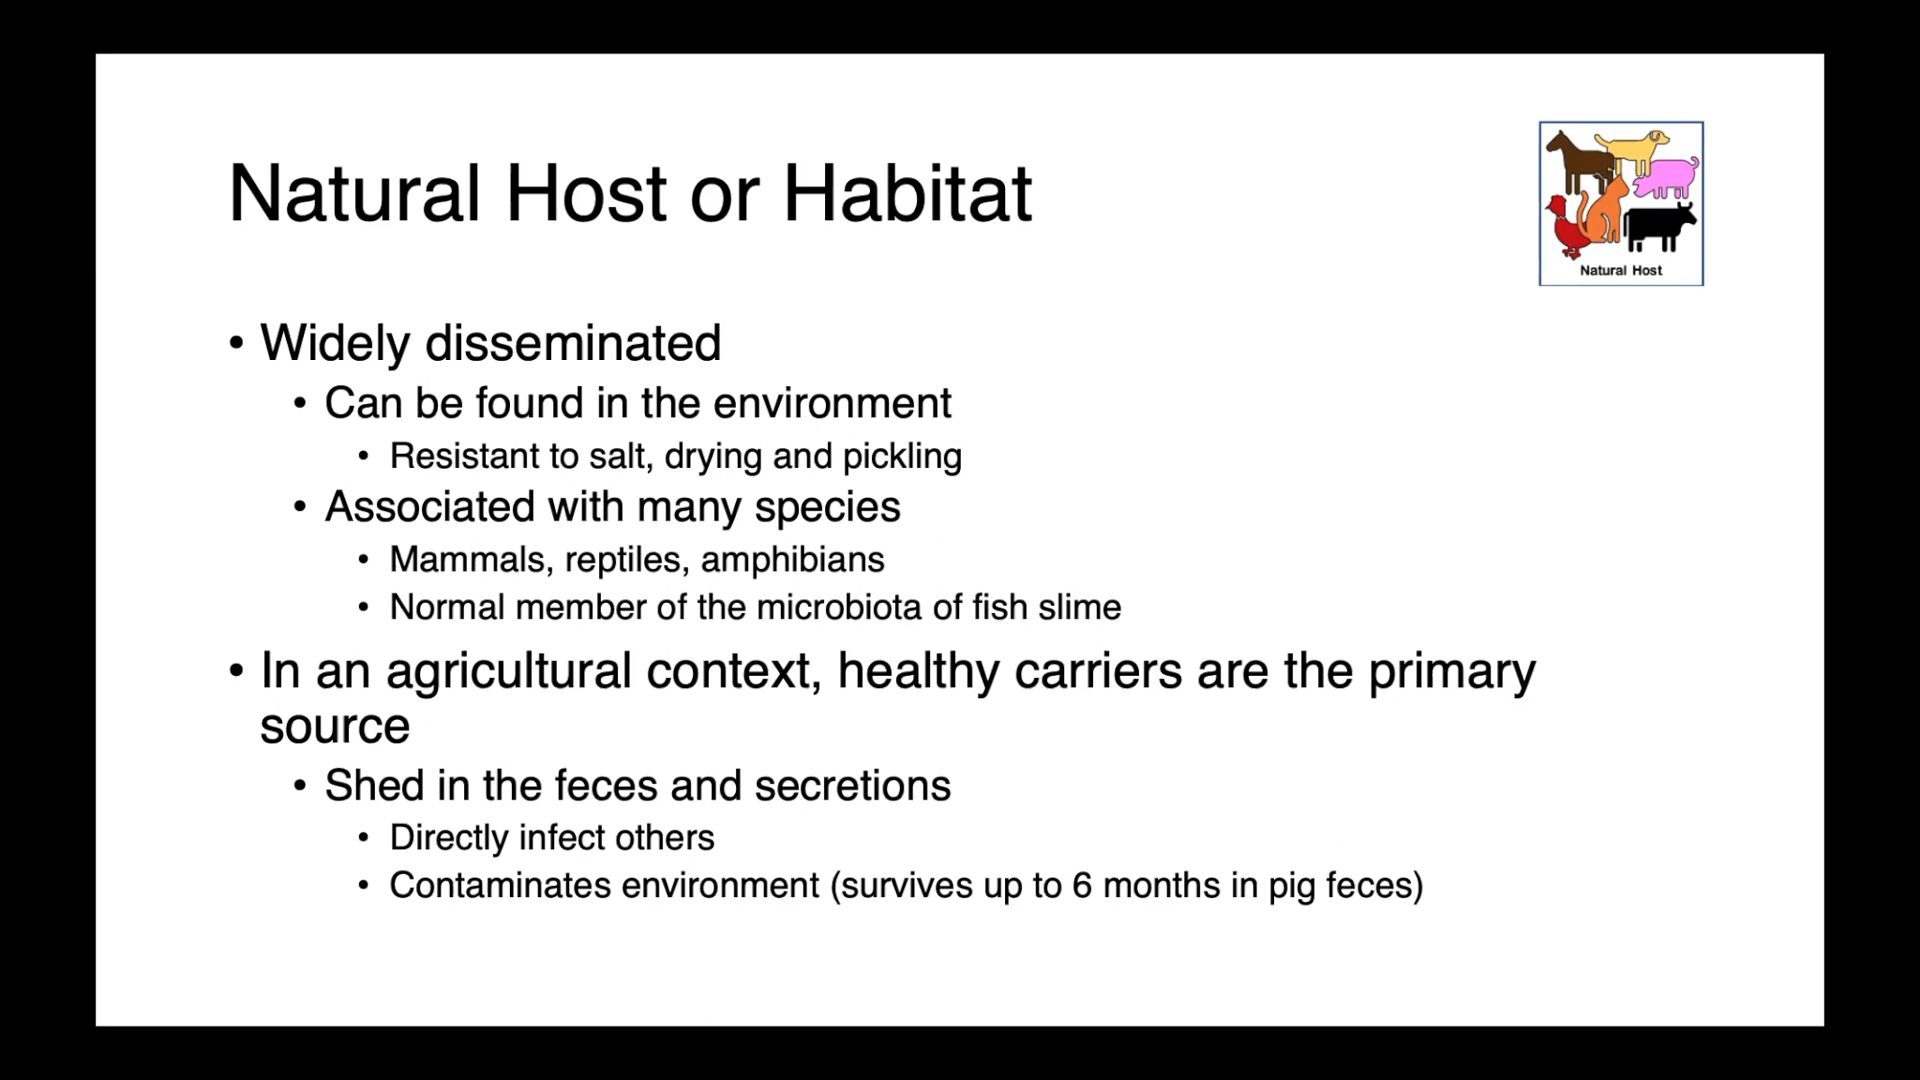 Natural Host or Habitat
Natural Host
• Widely disseminated
• Can be found in the environment
• Resistant to salt, drying and pickling
• Associated with many species
• Mammals, reptiles, amphibians
• Normal member of the microbiota of fish slime
• In an agricultural context, healthy carriers are the primary
source
• Shed in the feces and secretions
• Directly infect others
• Contaminates environment (survives up to 6 months in pig feces)